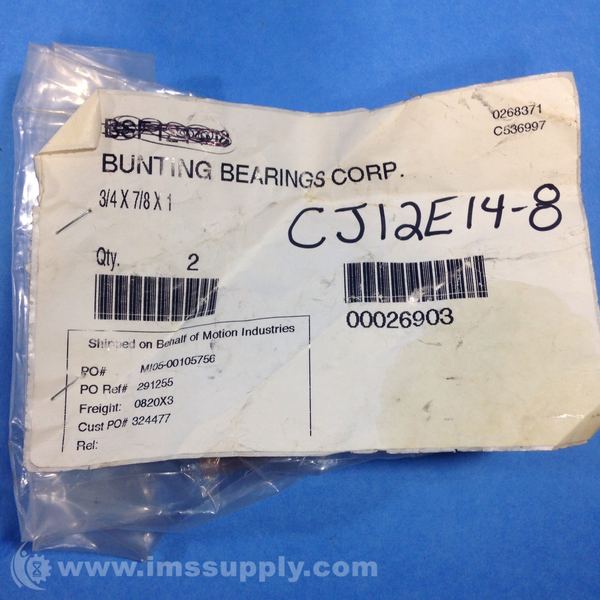 0268371
C536997
BUNTING BEARINGS CORP.
3/4 X 7/8 X 1
CJ12E14-8
Qty. 2
00026903
Shipped on Behalf of Motion Industries
PO# MI05-00105756
PO Ref# 291255
Freight: 0820X3
Cust PO# 324477
Rel:
www.imssupply.com